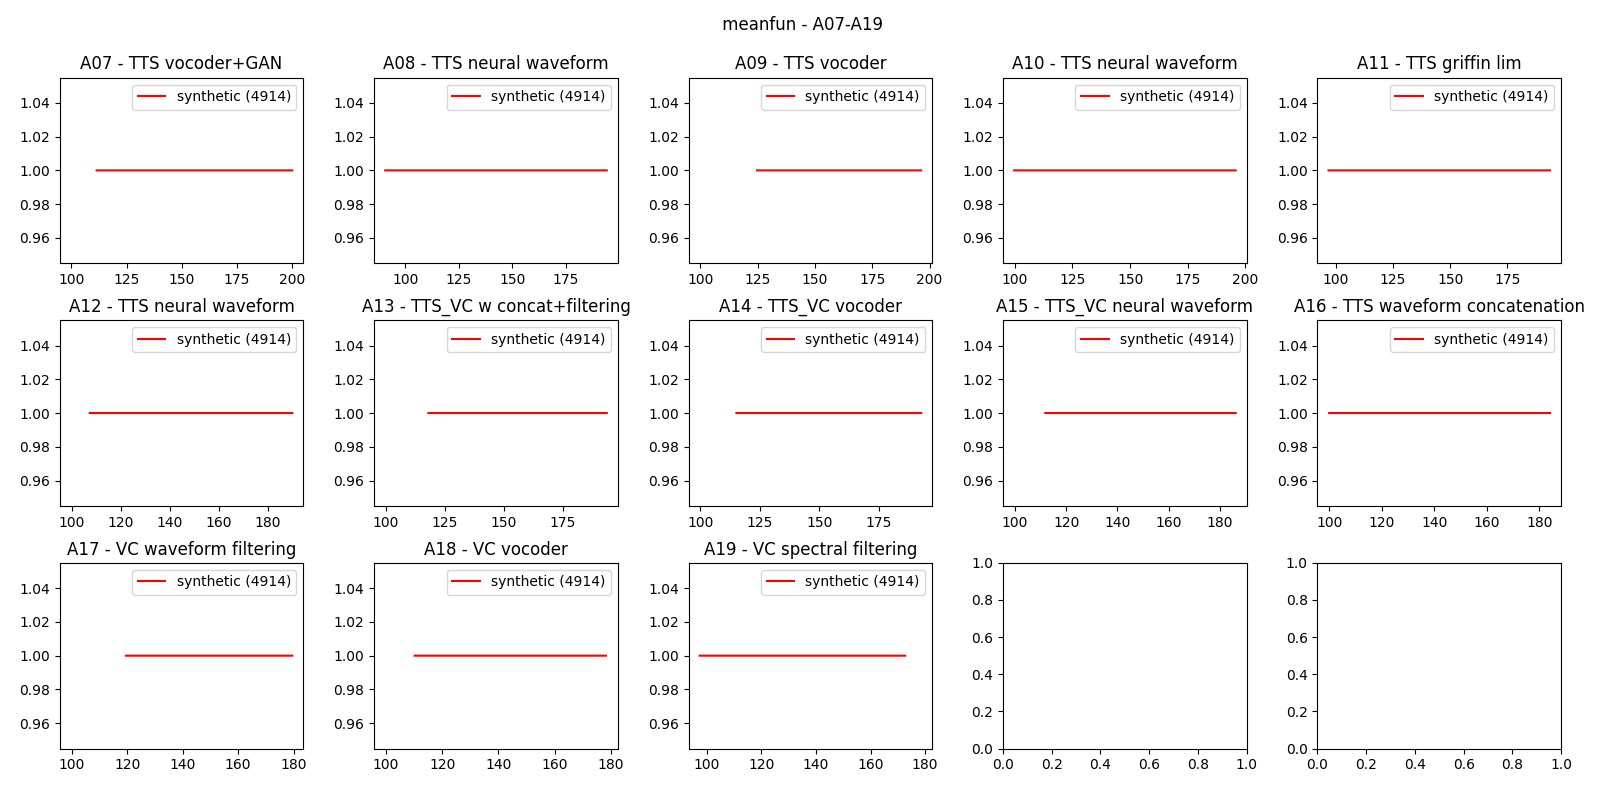 meanfun - A07-A19
A07 - TTS vocoder+GAN
synthetic (4914)
1.04
1.02
1.00
0.98
0.96
100 125 150 175 200
A08 - TTS neural waveform
synthetic (4914)
1.04
1.02
1.00
0.98
0.96
100 125 150 175
A09 - TTS vocoder
synthetic (4914)
1.04
1.02
1.00
0.98
0.96
100 125 150 175 200
A10 - TTS neural waveform
synthetic (4914)
1.04
1.02
1.00
0.98
0.96
100 125 150 175 200
A11 - TTS griffin lim
synthetic (4914)
1.04
1.02
1.00
0.98
0.96
100 125 150 175
A12 - TTS neural waveform
synthetic (4914)
1.04
1.02
1.00
0.98
0.96
100 120 140 160 180
A13 - TTS_VC w concat+filtering
synthetic (4914)
1.04
1.02
1.00
0.98
0.96
100 125 150 175
A14 - TTS_VC vocoder
synthetic (4914)
1.04
1.02
1.00
0.98
0.96
100 125 150 175
A15 - TTS_VC neural waveform
synthetic (4914)
1.04
1.02
1.00
0.98
0.96
100 120 140 160 180
A16 - TTS waveform concatenation
synthetic (4914)
1.04
1.02
1.00
0.98
0.96
100 120 140 160 180
A17 - VC waveform filtering
synthetic (4914)
1.04
1.02
1.00
0.98
0.96
100 120 140 160 180
A18 - VC vocoder
synthetic (4914)
1.04
1.02
1.00
0.98
0.96
100 120 140 160 180
A19 - VC spectral filtering
synthetic (4914)
1.04
1.02
1.00
0.98
0.96
100 120 140 160 180
1.0
0.8
0.6
0.4
0.2
0.0
0.0 0.2 0.4 0.6 0.8 1.0
1.0
0.8
0.6
0.4
0.2
0.0
0.0 0.2 0.4 0.6 0.8 1.0